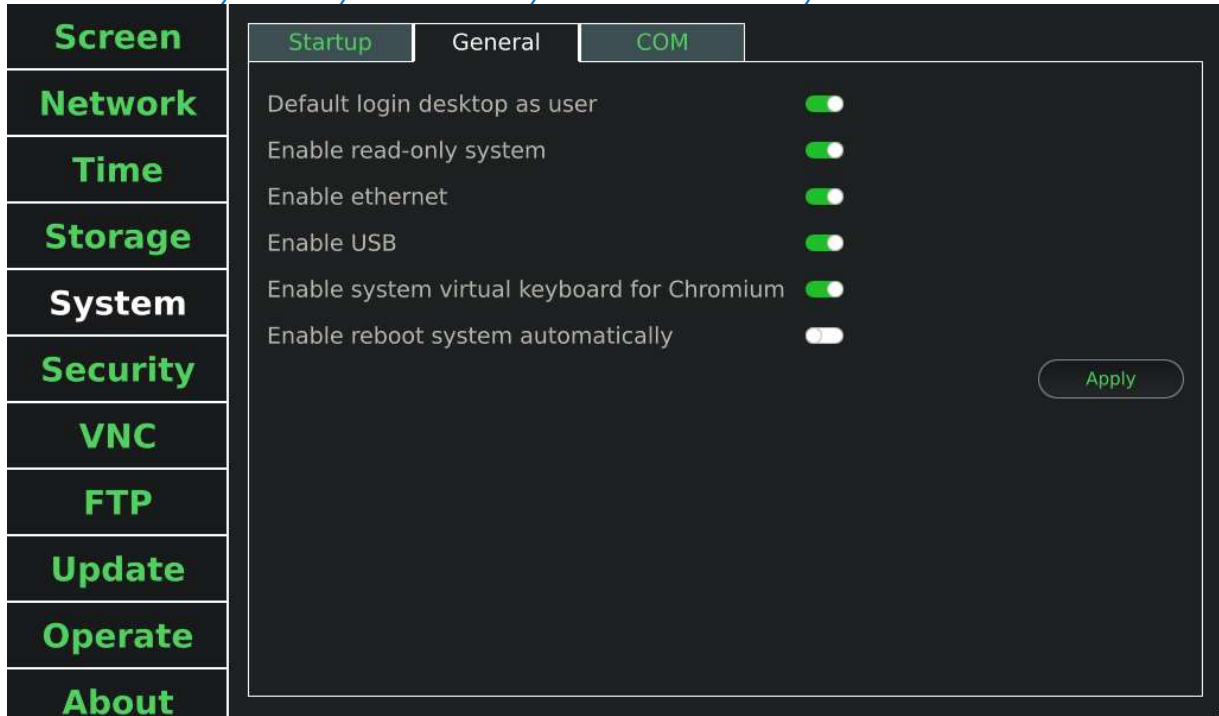 Screen
Network
Time
Storage
System
Security
VNC
FTP
Update
Operate
About
Startup General COM
Default login desktop as user
Enable read-only system
Enable ethernet
Enable USB
Enable system virtual keyboard for Chromium
Enable reboot system automatically
Apply